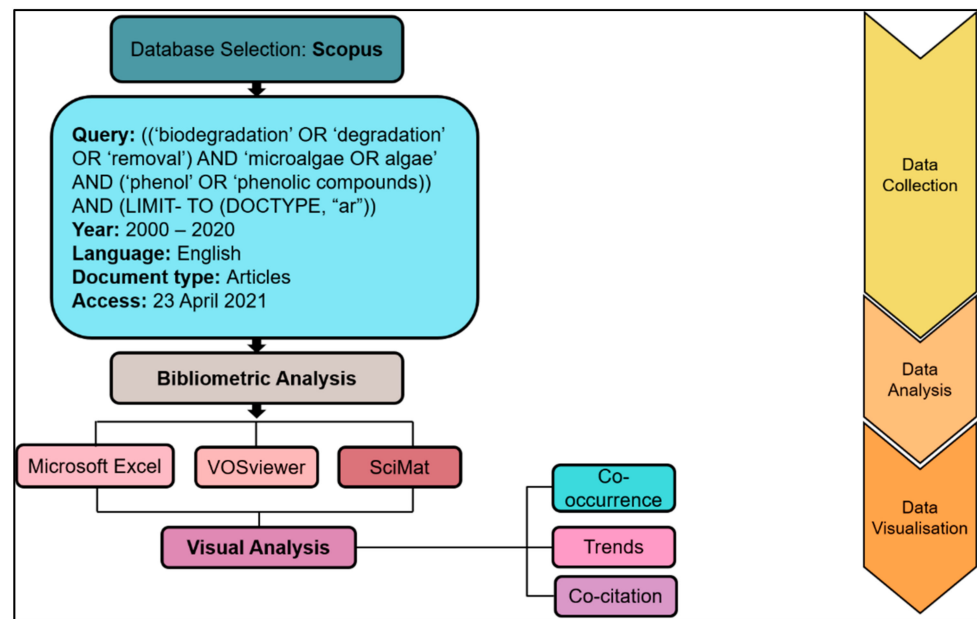 Database Selection: Scopus
Query: ((‘biodegradation’ OR ‘degradation’
OR ‘removal’) AND ‘microalgae OR algae’
AND (‘phenol’ OR ‘phenolic compounds))
AND (LIMIT- TO (DOCTYPE, “ar”))
Year: 2000 – 2020
Language: English
Document type: Articles
Access: 23 April 2021
Bibliometric Analysis
Microsoft Excel
VOSviewer
SciMat
Visual Analysis
Co-
occurrence
Trends
Co-citation
Data
Collection
Data
Analysis
Data
Visualisation